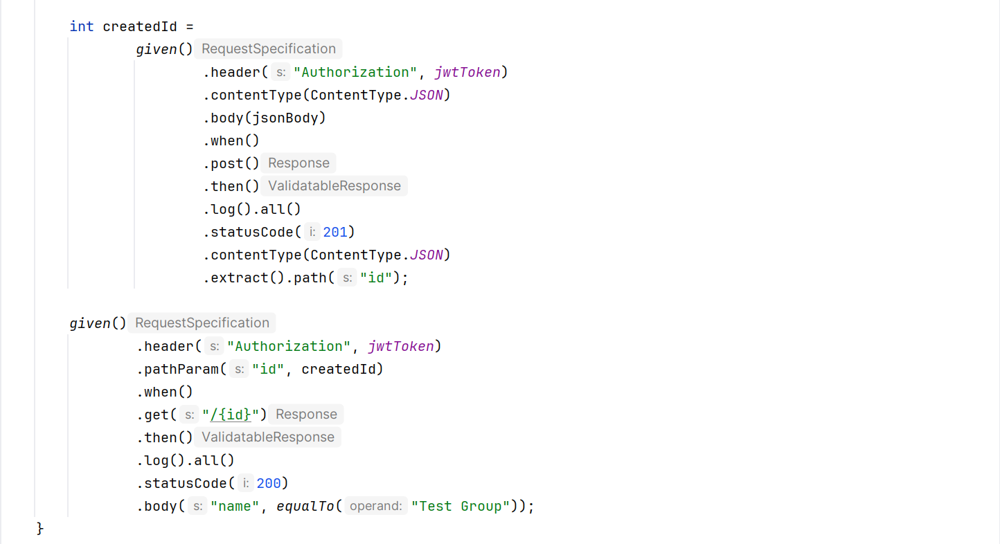 int createdId =
given() RequestSpecification
.header( s: "Authorization", jwtToken)
.contentType(ContentType.JSON)
.body(jsonBody)
.when()
.post() Response
.then() ValidatableResponse
.log().all()
.statusCode( i: 201)
.contentType(ContentType.JSON)
.extract().path( s: "id");
given() RequestSpecification
.header( s: "Authorization", jwtToken)
.pathParam( s: "id", createdId)
.when()
.get( s: "/{id}") Response
.then() ValidatableResponse
.log().all()
.statusCode( i: 200)
.body( s: "name", equalTo( operand: "Test Group"));
}